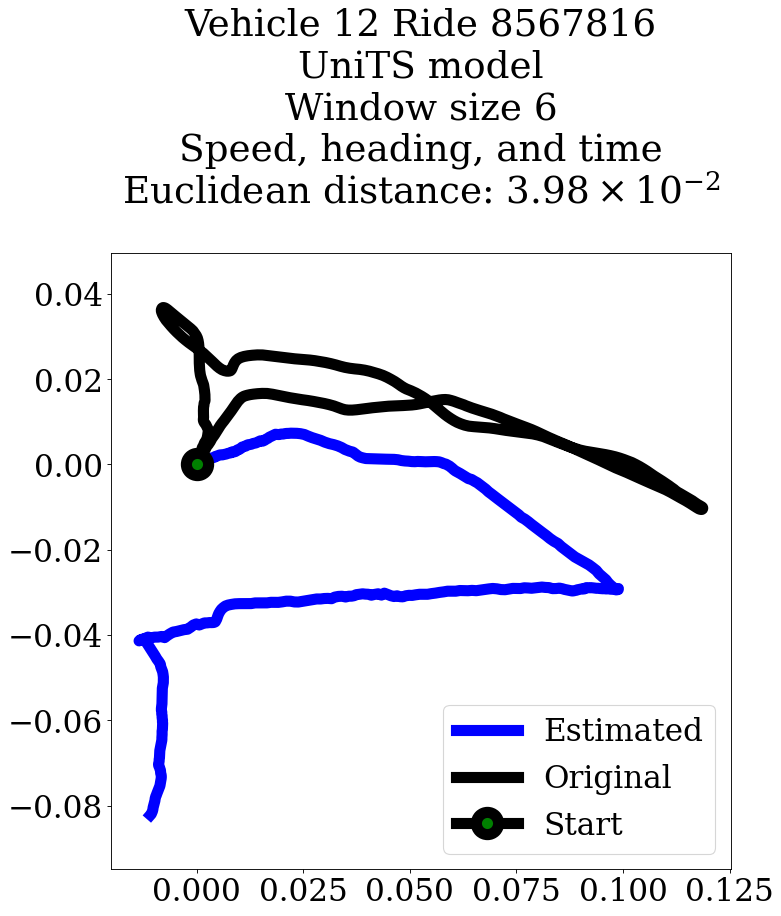 Vehicle 12 Ride 8567816
UniTS model
Window size 6
Speed, heading, and time
Euclidean distance: 3.98 × 10⁻²
0.04
0.02
0.00
−0.02
−0.04
−0.06
−0.08
Estimated
Original
Start
0.000 0.025 0.050 0.075 0.100 0.125